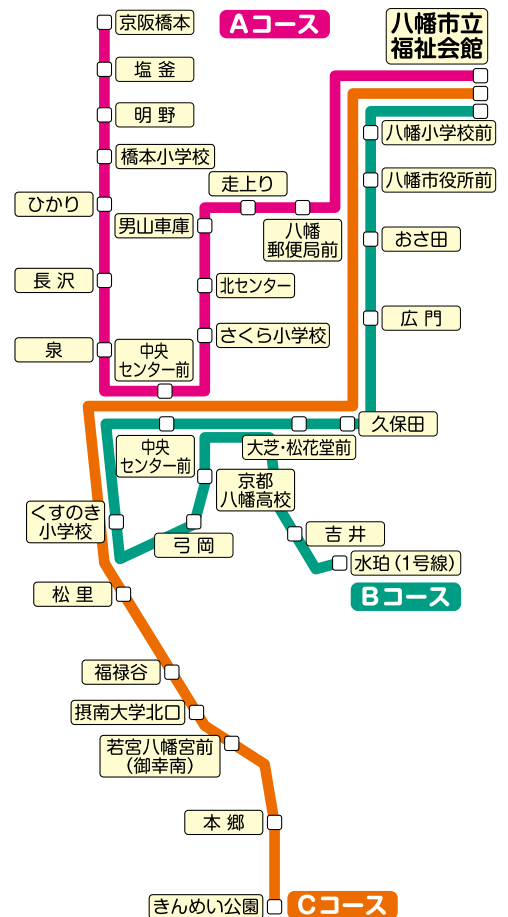 京阪橋本
Aコース
八幡市立
福祉会館
塩釜
明野
八幡小学校前
橋本小学校
走上り
八幡市役所前
ひかり
男山車庫
八幡
郵便局前
おさ田
長沢
北センター
広門
さくら小学校
泉
中央
センター前
久保田
中央
センター前
大芝・松花堂前
京都
八幡高校
くすのき
小学校
弓岡
吉井
水珀(1号線)
Bコース
松里
福禄谷
摂南大学北口
若宮八幡宮前
(御幸南)
本郷
きんめい公園
Cコース